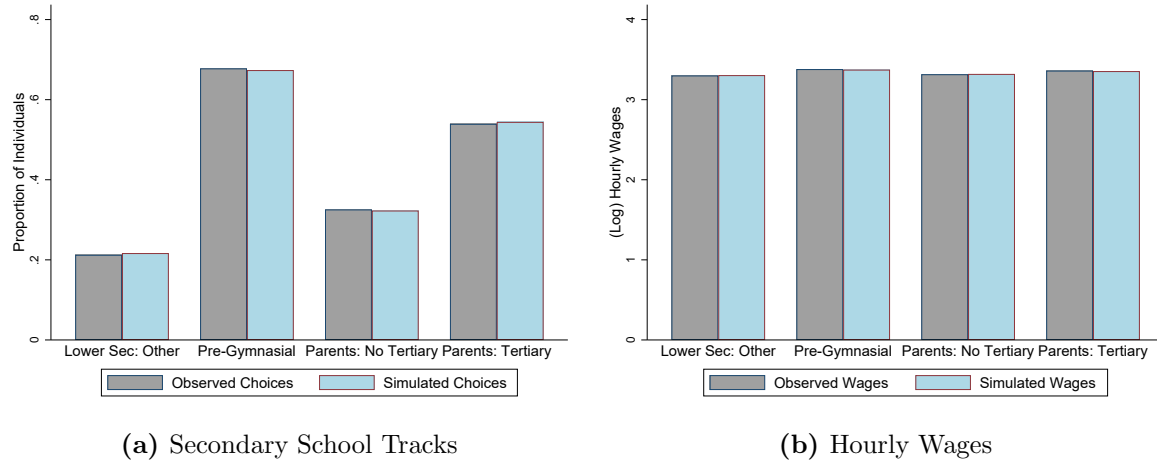 Proportion of Individuals
.8
.6
.4
.2
0
Lower Sec: Other Pre-Gymnasial Parents: No Tertiary Parents: Tertiary
Observed Choices Simulated Choices
(a) Secondary School Tracks
(Log) Hourly Wages
4
3
2
1
0
Lower Sec: Other Pre-Gymnasial Parents: No Tertiary Parents: Tertiary
Observed Wages Simulated Wages
(b) Hourly Wages